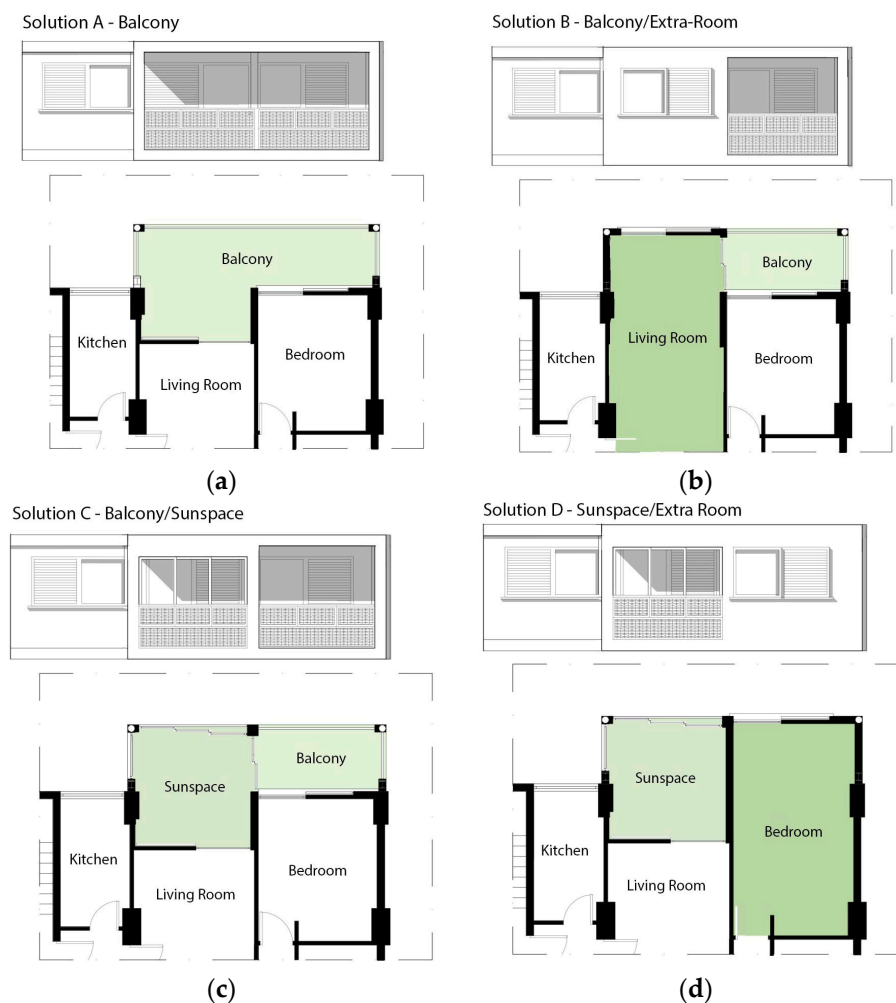 Solution A - Balcony
Solution B - Balcony/Extra-Room
Balcony
Kitchen
Living Room
Bedroom
Balcony
Kitchen
Living Room
Bedroom
(a)
(b)
Solution C - Balcony/Sunspace
Solution D - Sunspace/Extra Room
Sunspace
Balcony
Kitchen
Living Room
Bedroom
Sunspace
Kitchen
Living Room
Bedroom
(c)
(d)